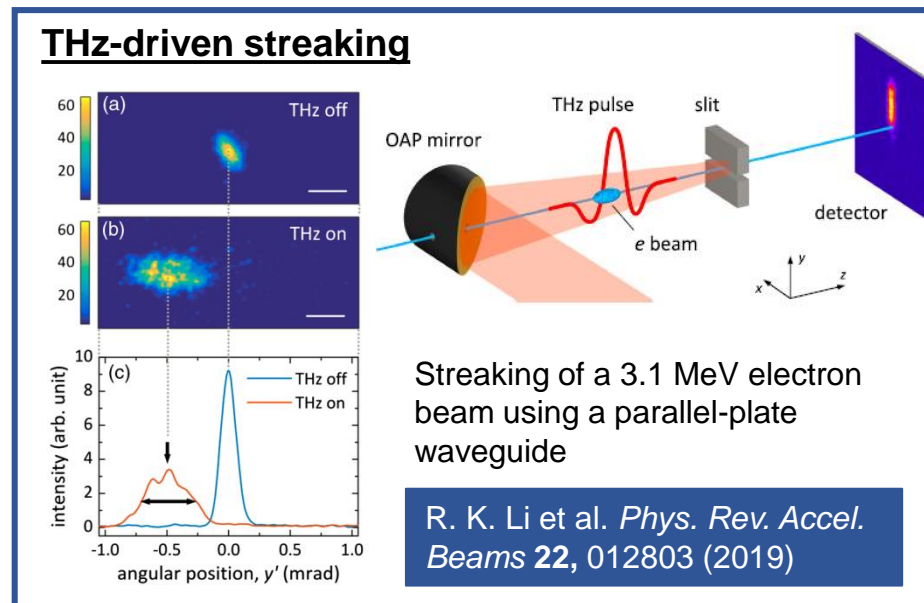 THz-driven streaking
60
40
20
(a)
THz off
60
40
20
(b)
THz on
10
8
6
4
2
0
(c)
THz off
THz on
intensity (arb. unit)
-1.0
-0.5
0.0
0.5
1.0
angular position, y′ (mrad)
OAP mirror
THz pulse
slit
e beam
detector
y
x
z
Streaking of a 3.1 MeV electron
beam using a parallel-plate
waveguide
R. K. Li et al. Phys. Rev. Accel.
Beams 22, 012803 (2019)